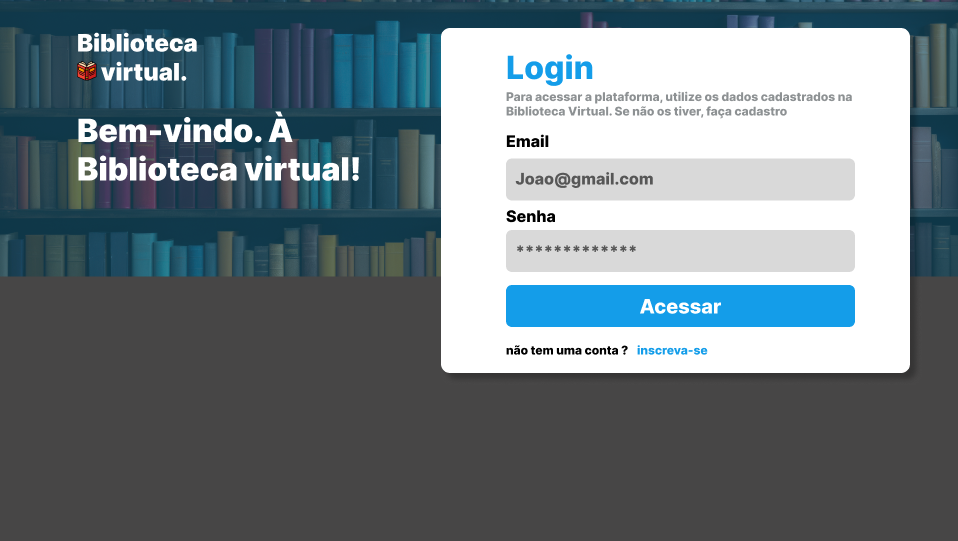 Biblioteca
virtual.
Bem-vindo. À
Biblioteca virtual!
Login
Para acessar a plataforma, utilize os dados cadastrados na
Biblioteca Virtual. Se não os tiver, faça cadastro
Email
Joao@gmail.com
Senha
*************
Acessar
não tem uma conta ? inscreva-se